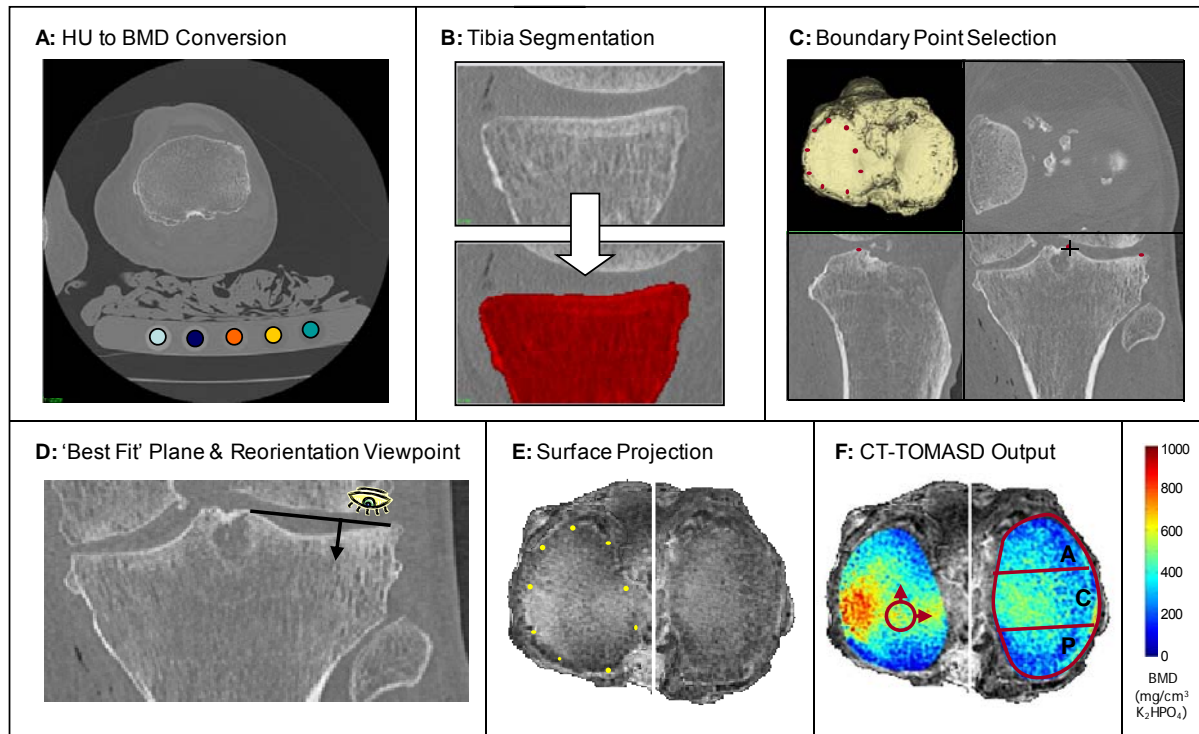 A: HU to BMD Conversion
B: Tibia Segmentation
C: Boundary Point Selection
D: ‘Best Fit’ Plane & Reorientation Viewpoint
E: Surface Projection
F: CT-TOMASD Output
A
C
P
1000
800
600
400
200
0
BMD
(mg/cm³
K₂HPO₄)